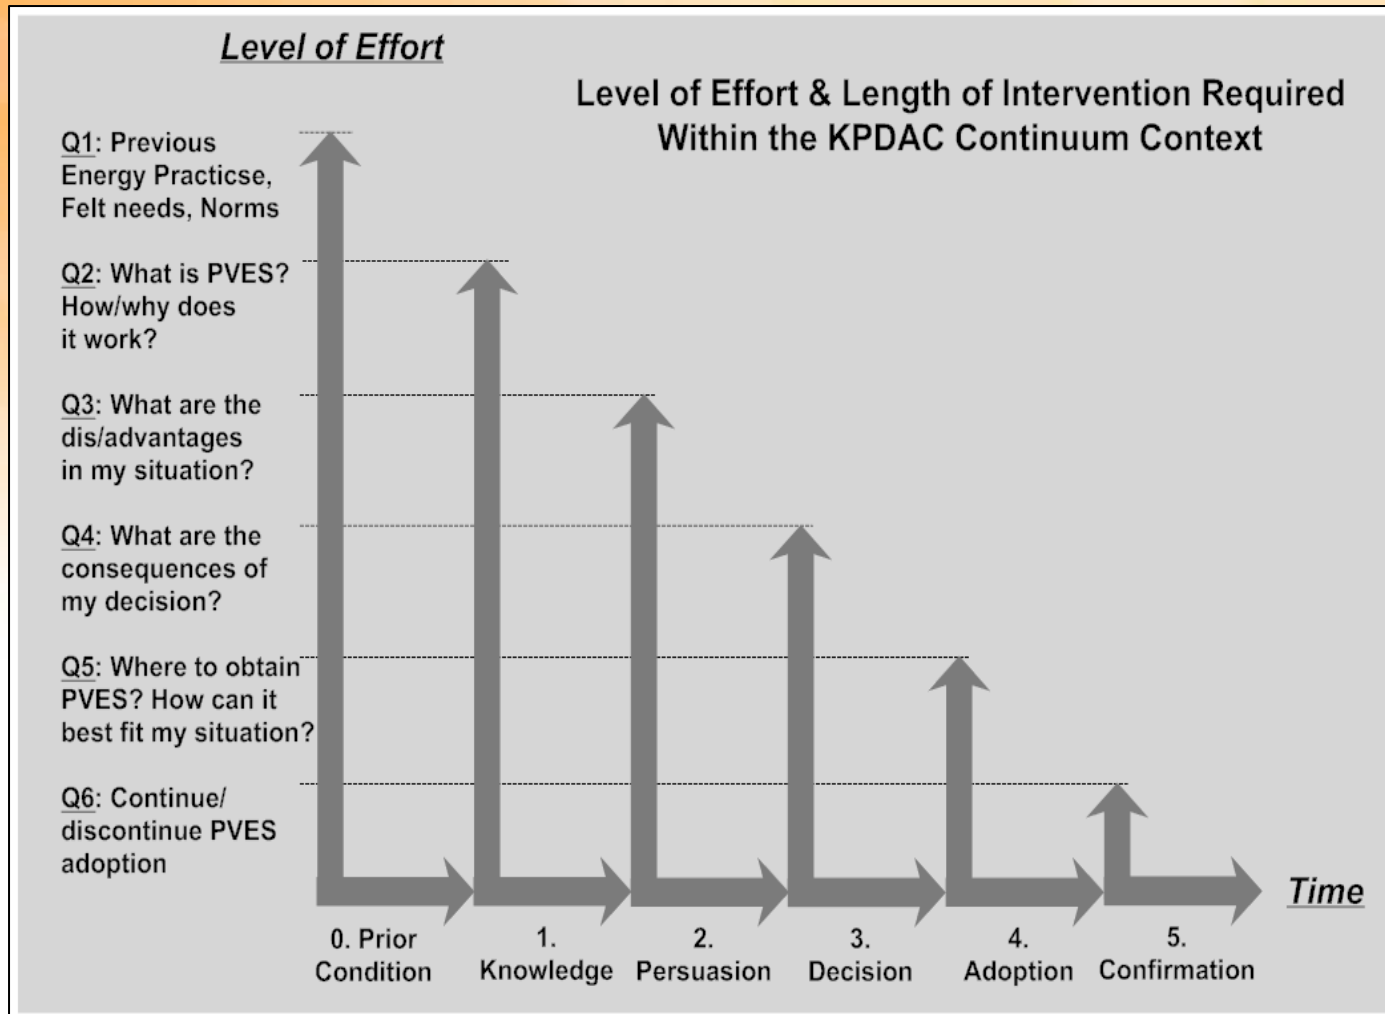 Level of Effort
Level of Effort & Length of Intervention Required
Within the KPDAC Continuum Context
Q1: Previous
Energy Practicse,
Felt needs, Norms
Q2: What is PVES?
How/why does
it work?
Q3: What are the
dis/advantages
in my situation?
Q4: What are the
consequences of
my decision?
Q5: Where to obtain
PVES? How can it
best fit my situation?
Q6: Continue/
discontinue PVES
adoption
Time
0. Prior
Condition
1.
Knowledge
2.
Persuasion
3.
Decision
4.
Adoption
5.
Confirmation